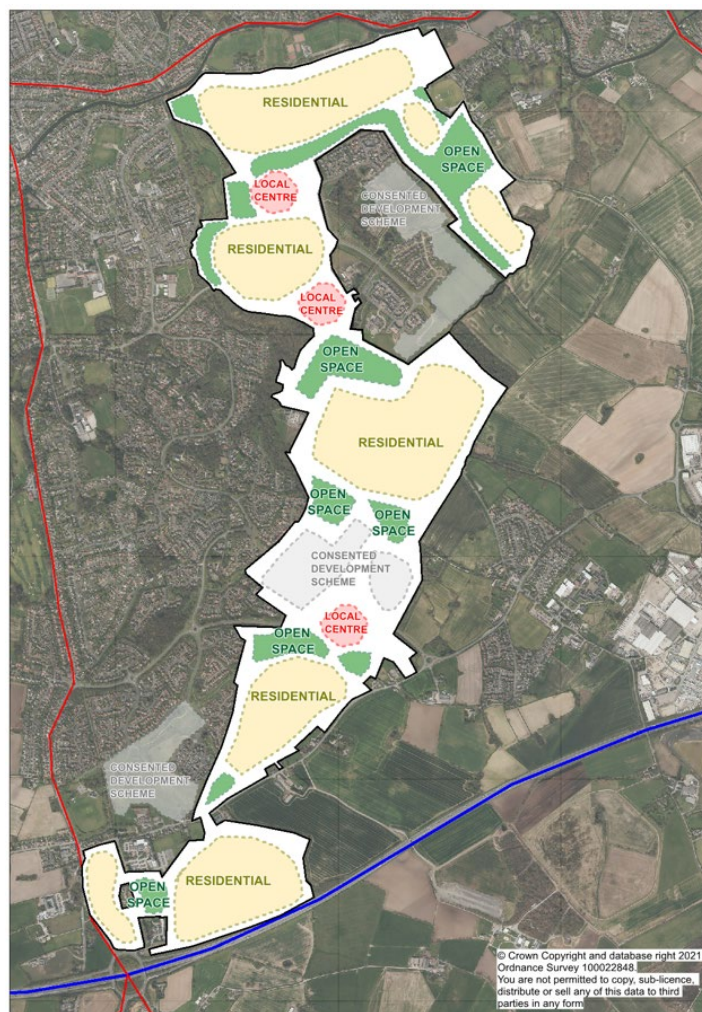 RESIDENTIAL
OPEN
SPACE
LOCAL
CENTRE
CONSENTED
DEVELOPMENT
SCHEME
RESIDENTIAL
LOCAL
CENTRE
OPEN
SPACE
RESIDENTIAL
OPEN
SPACE
OPEN
SPACE
CONSENTED
DEVELOPMENT
SCHEME
LOCAL
CENTRE
OPEN
SPACE
RESIDENTIAL
CONSENTED
DEVELOPMENT
SCHEME
RESIDENTIAL
OPEN
SPACE
© Crown Copyright and database right 2021.
Ordnance Survey 100022848.
You are not permitted to copy, sub-licence,
distribute or sell any of this data to third
parties in any form